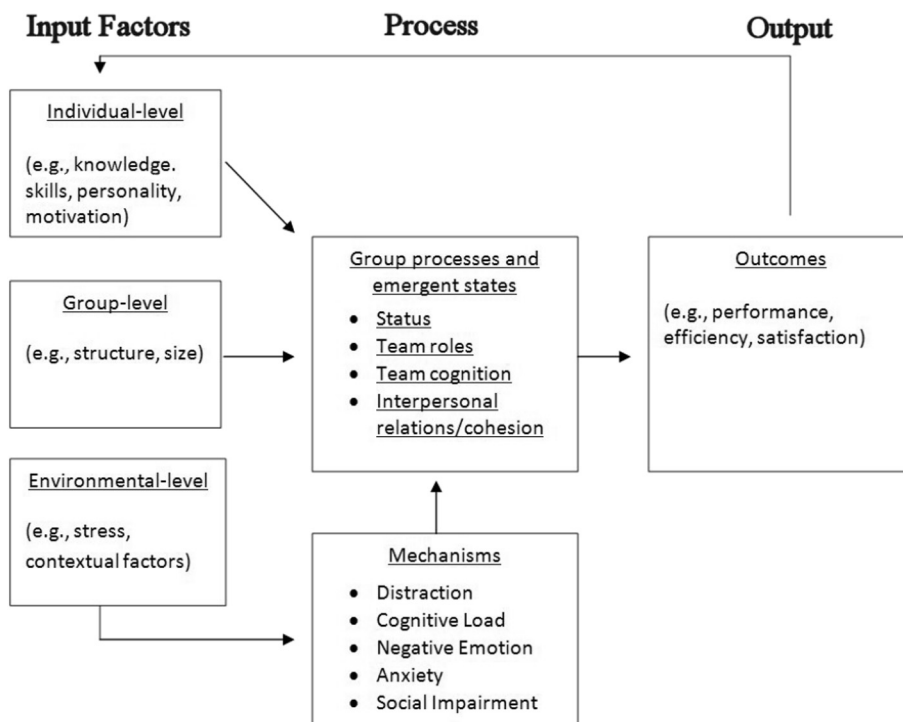 Input Factors
Process
Output
Individual-level
(e.g., knowledge.
skills, personality,
motivation)
Group-level
(e.g., structure, size)
Environmental-level
(e.g., stress,
contextual factors)
Group processes and
emergent states
• Status
• Team roles
• Team cognition
• Interpersonal
relations/cohesion
Mechanisms
• Distraction
• Cognitive Load
• Negative Emotion
• Anxiety
• Social Impairment
Outcomes
(e.g., performance,
efficiency, satisfaction)